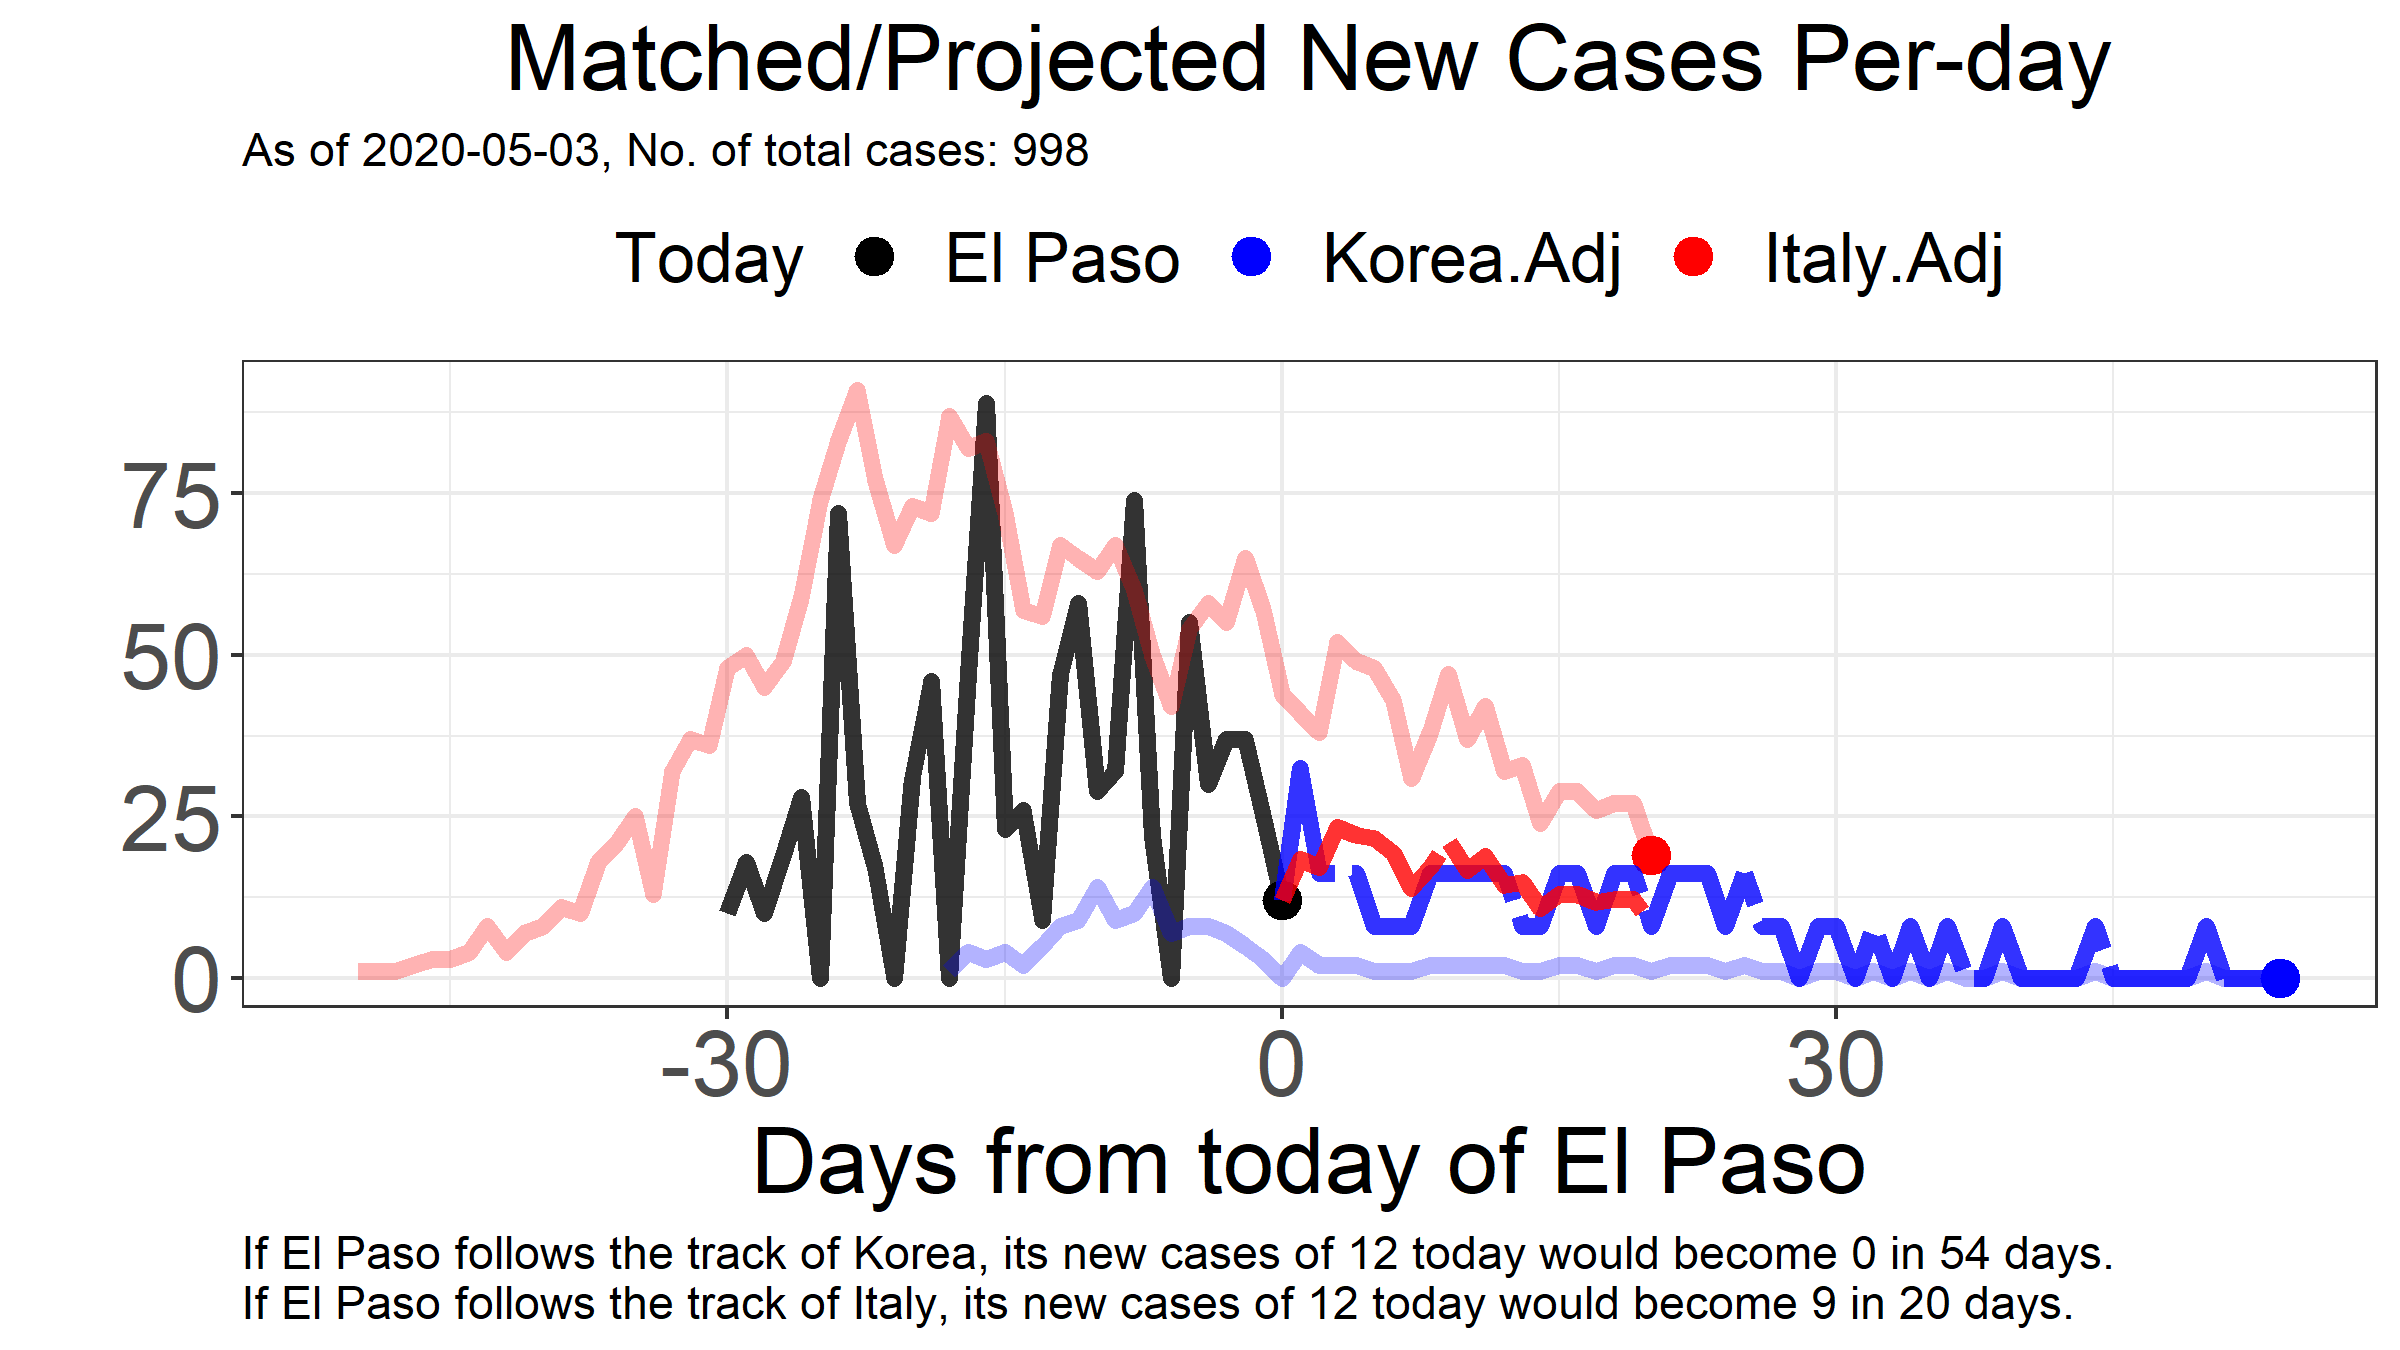 Matched/Projected New Cases Per-day
As of 2020-05-03, No. of total cases: 998
Today El Paso Korea.Adj Italy.Adj
75
50
25
0
-30 0 30
Days from today of El Paso
If El Paso follows the track of Korea, its new cases of 12 today would become 0 in 54 days.
If El Paso follows the track of Italy, its new cases of 12 today would become 9 in 20 days.